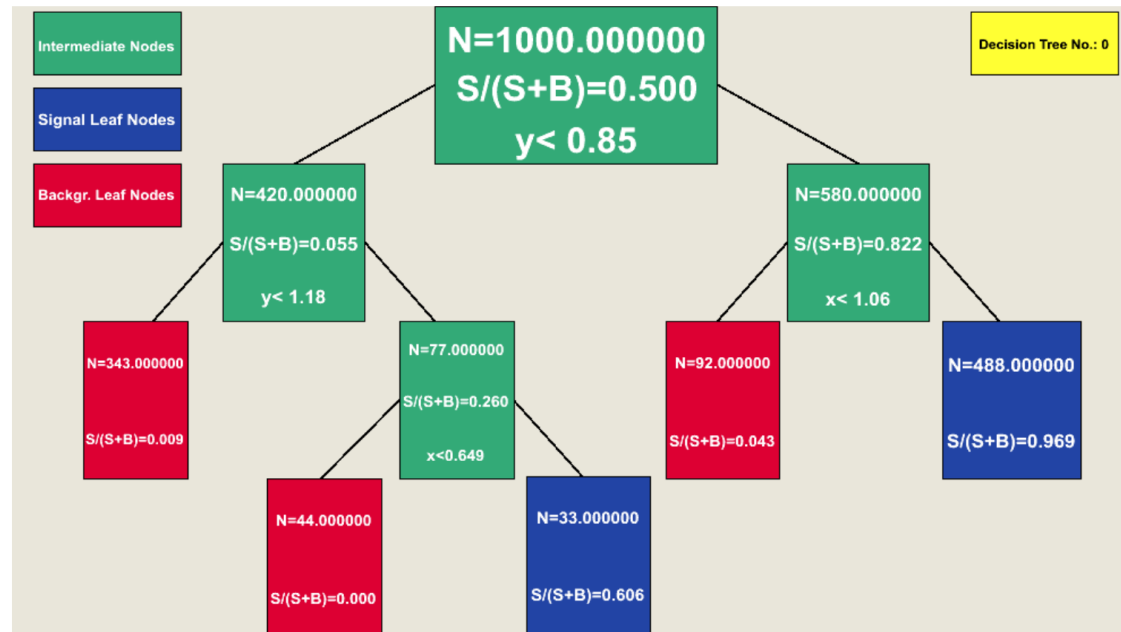 Intermediate Nodes
Signal Leaf Nodes
Backgr. Leaf Nodes
N=1000.000000
S/(S+B)=0.500
y< 0.85
Decision Tree No.: 0
N=420.000000
S/(S+B)=0.055
y< 1.18
N=580.000000
S/(S+B)=0.822
x< 1.06
N=343.000000
S/(S+B)=0.009
N=77.000000
S/(S+B)=0.260
x<0.649
N=92.000000
S/(S+B)=0.043
N=488.000000
S/(S+B)=0.969
N=44.000000
S/(S+B)=0.000
N=33.000000
S/(S+B)=0.606